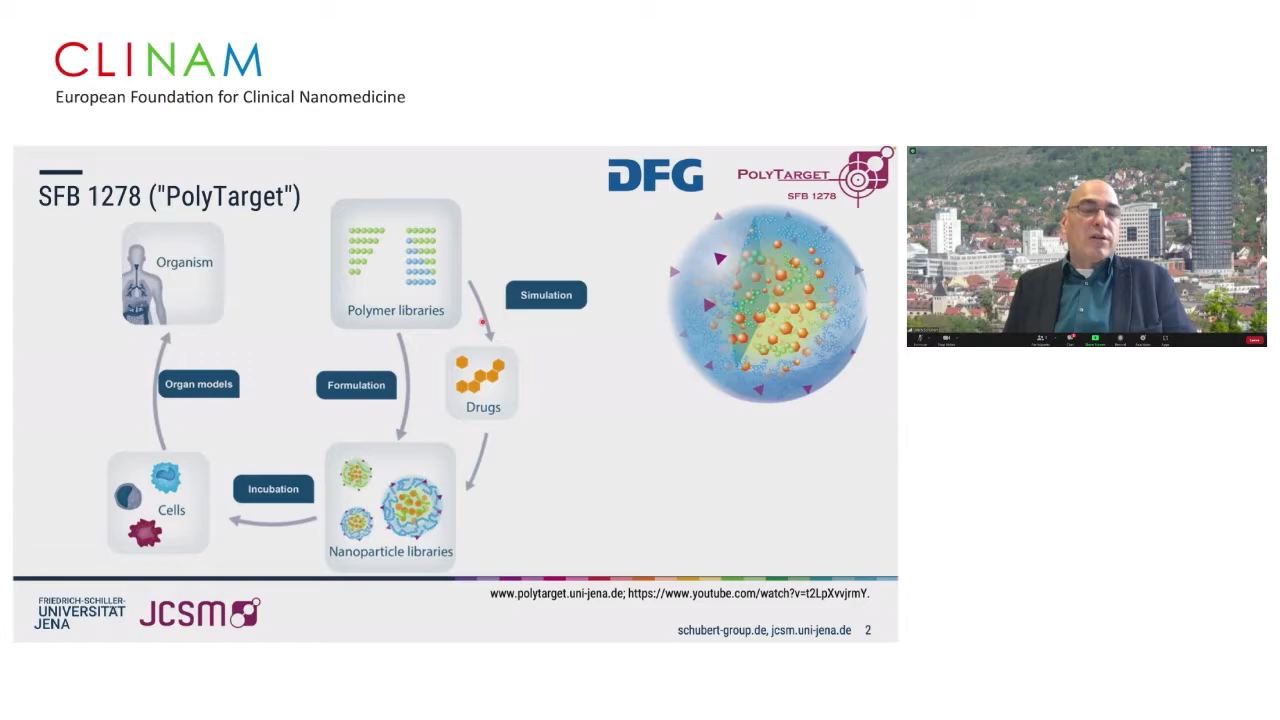 CLINAM
European Foundation for Clinical Nanomedicine
SFB 1278 ("PolyTarget")
DFG
POLYTARGET
SFB 1278
Organism
Polymer libraries
Simulation
Organ models
Formulation
Drugs
Incubation
Cells
Nanoparticle libraries
www.polytarget.uni-jena.de; https://www.youtube.com/watch?v=t2LpXvvjrmY.
FRIEDRICH-SCHILLER-
UNIVERSITÄT
JENA
JCSM
schubert-group.de, jcsm.uni-jena.de 2